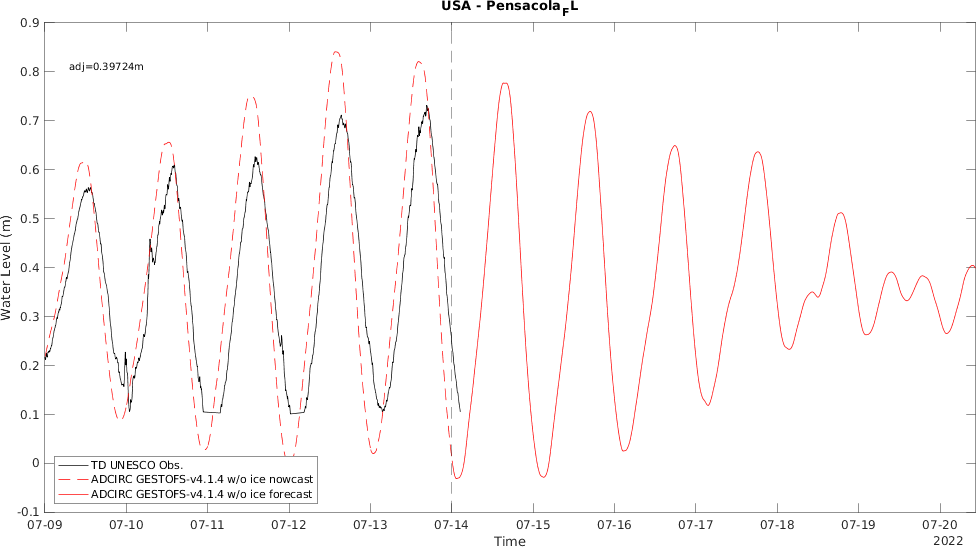 USA - Pensacola_FL
adj=0.39724m
Water Level (m)
0.9
0.8
0.7
0.6
0.5
0.4
0.3
0.2
0.1
0
-0.1
TD UNESCO Obs.
ADCIRC GESTOFS-v4.1.4 w/o ice nowcast
ADCIRC GESTOFS-v4.1.4 w/o ice forecast
07-09 07-10 07-11 07-12 07-13 07-14 07-15 07-16 07-17 07-18 07-19 07-20
Time
2022